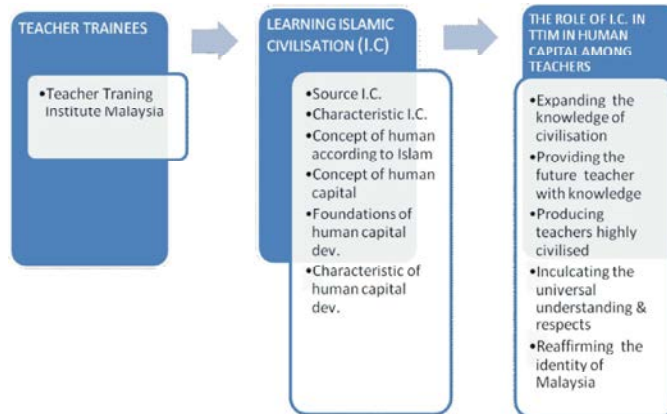 TEACHER TRAINEES
•Teacher Traning
Institute Malaysia
LEARNING ISLAMIC
CIVILISATION (I.C)
•Source I.C.
•Characteristic I.C.
•Concept of human
according to Islam
•Concept of human
capital
•Foundations of
human capital
dev.
•Characteristic of
human capital
dev.
THE ROLE OF I.C. IN
TTIM IN HUMAN
CAPITAL AMONG
TEACHERS
•Expanding the
knowledge of
civilisation
•Providing the
future teacher
with knowledge
•Producing
teachers highly
civilised
•Inculcating the
universal
understanding &
respects
•Reaffirming the
identity of
Malaysia